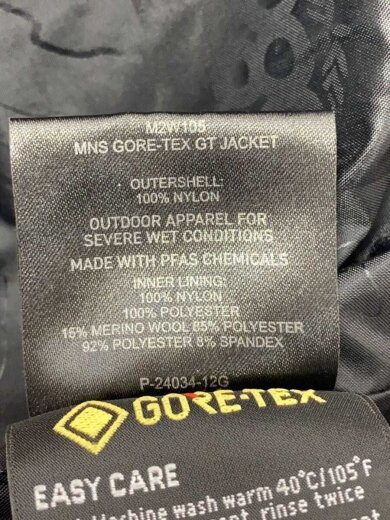 M2W105
MNS GORE-TEX GT JACKET
OUTERSHELL:
100% NYLON
OUTDOOR APPAREL FOR
SEVERE WET CONDITIONS
MADE WITH PFAS CHEMICALS
INNER LINING:
100% NYLON
100% POLYESTER
15% MERINO WOOL 85% POLYESTER
92% POLYESTER 8% SPANDEX
P-24034-12G
GORE-TEX
EASY CARE
wash warm 40°C/105°F
rinse twice